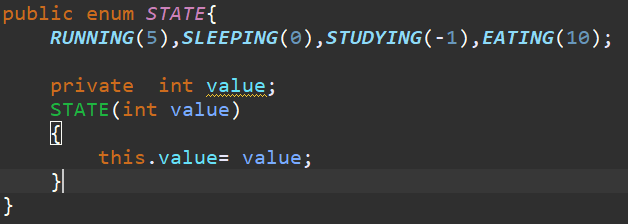 public enum STATE{
RUNNING(5),SLEEPING(0),STUDYING(-1),EATING(10);
private  int value;
STATE(int value)
{
this.value= value;
}
}